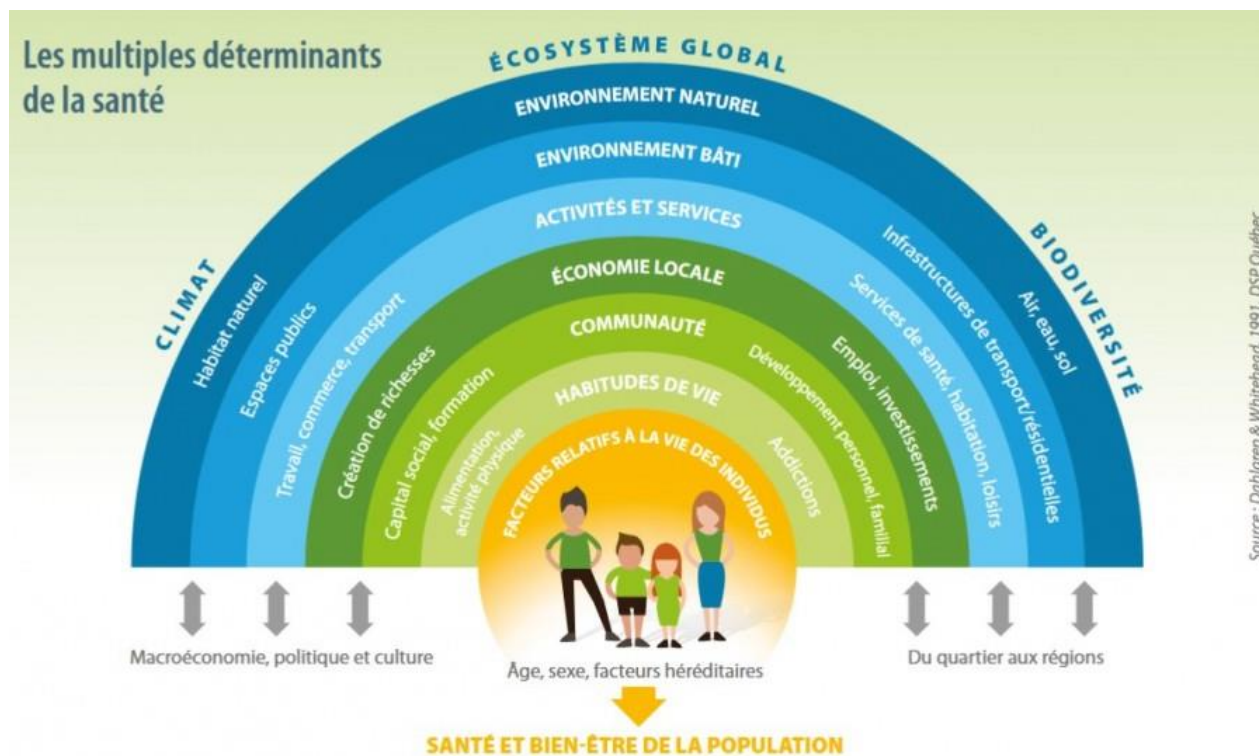 Les multiples déterminants
de la santé
ÉCOSYSTÈME GLOBAL
CLIMAT
BIODIVERSITÉ
ENVIRONNEMENT NATUREL
Habitat naturel
Air, eau, sol
ENVIRONNEMENT BÂTI
Espaces publics
Infrastructures de transport/résidentielles
ACTIVITÉS ET SERVICES
Travail, commerce, transport
Services de santé, habitation, loisirs
ÉCONOMIE LOCALE
Création de richesses
Emploi, investissements
COMMUNAUTÉ
Capital social, formation
Développement personnel, familial
HABITUDES DE VIE
Alimentation,
activité physique
Addictions
FACTEURS RELATIFS À LA VIE DES INDIVIDUS
Macroéconomie, politique et culture
Âge, sexe, facteurs héréditaires
Du quartier aux régions
SANTÉ ET BIEN-ÊTRE DE LA POPULATION
Source : Dahlgren & Whitehead, 1991, DSPQuébec